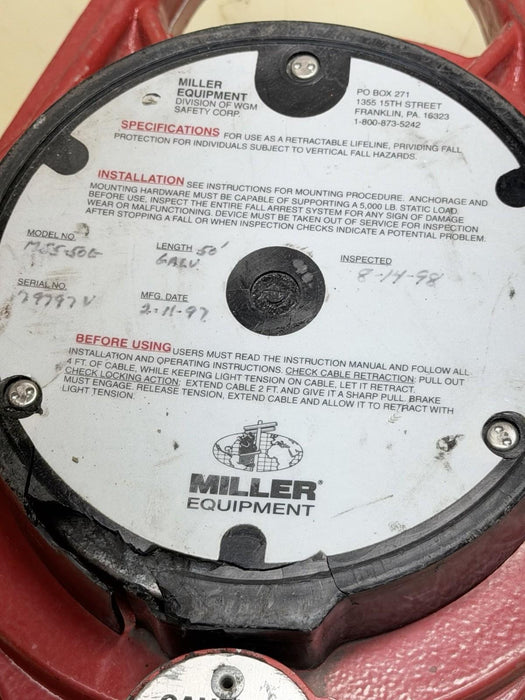 MILLER
EQUIPMENT
DIVISION OF WGM
SAFETY CORP.
PO BOX 271
1355 15TH STREET
FRANKLIN, PA. 16323
1-800-873-5242
SPECIFICATIONS FOR USE AS A RETRACTABLE LIFELINE, PRIVIDING FALL
PROTECTION FOR INDIVIDUALS SUBJECT TO VERTICAL FALL HAZARDS.
INSTALLATION SEE INSTRUCTIONS FOR MOUNTING PROCEDURE. ANCHORAGE AND
MOUNTING HARDWARE MUST BE CAPABLE OF SUPPORTING A 5,000 LB. STATIC LOAD.
BEFORE USE, INSPECT THE ENTIRE FALL ARREST SYSTEM FOR ANY SIGN OF DAMAGE
WEAR OR MALFUNCTIONING. DEVICE MUST BE TAKEN OUT OF SERVICE FOR INSPECTION
AFTER STOPPING A FALL OR WHEN INSPECTION CHECKS INDICATE A POTENTIAL PROBLEM.
MODEL NO. LENGTH 50' INSPECTED
GALV. 8-14-98
SERIAL NO. MFG. DATE
79797V 2-11-97
BEFORE USING USERS MUST READ THE INSTRUCTION MANUAL AND FOLLOW ALL
INSTALLATION AND OPERATING INSTRUCTIONS. CHECK CABLE RETRACTION: PULL OUT
4 FT. OF CABLE, WHILE KEEPING LIGHT TENSION ON CABLE, LET IT RETRACT.
CHECK LOCKING ACTION: EXTEND CABLE 2 FT. AND GIVE IT A SHARP PULL. BRAKE
MUST ENGAGE. RELEASE TENSION, EXTEND CABLE AND ALLOW IT TO RETRACT WITH
LIGHT TENSION.
MILLER®
EQUIPMENT